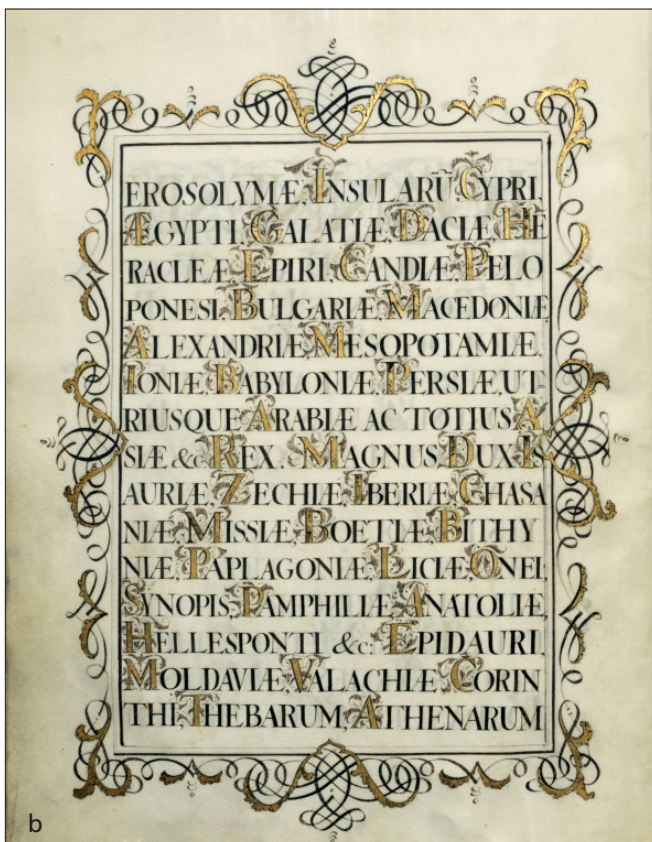 EROSOLYMÆ, INSULARŨ CYPRI,
ÆGYPTI, GALATIÆ, DACIÆ, HE
RACLEÆ EPIRI, CANDIÆ, PELO
PONESI, BULGARIÆ, MACEDONIÆ
ALEXANDRIÆ, MESOPOTAMIÆ,
IONIÆ, BABYLONIÆ, PERSIÆ, UT-
RIUSQUE ARABIÆ AC TOTIUS A
SIÆ &c REX. MAGNUS DUX IS
AURIÆ, ZECHIÆ, IBERIÆ, CHASA
NIÆ, MISSIÆ, BOETIÆ, BITHY
NIÆ, PAPLAGONIÆ, LICIÆ, ONEI
SYNOPIS, PAMPHILIÆ, ANATOLIÆ,
HELLESPONTI &c: EPIDAURI,
MOLDAVIÆ, VALACHIÆ, CORIN
THI, THEBARUM, ATHENARUM
b